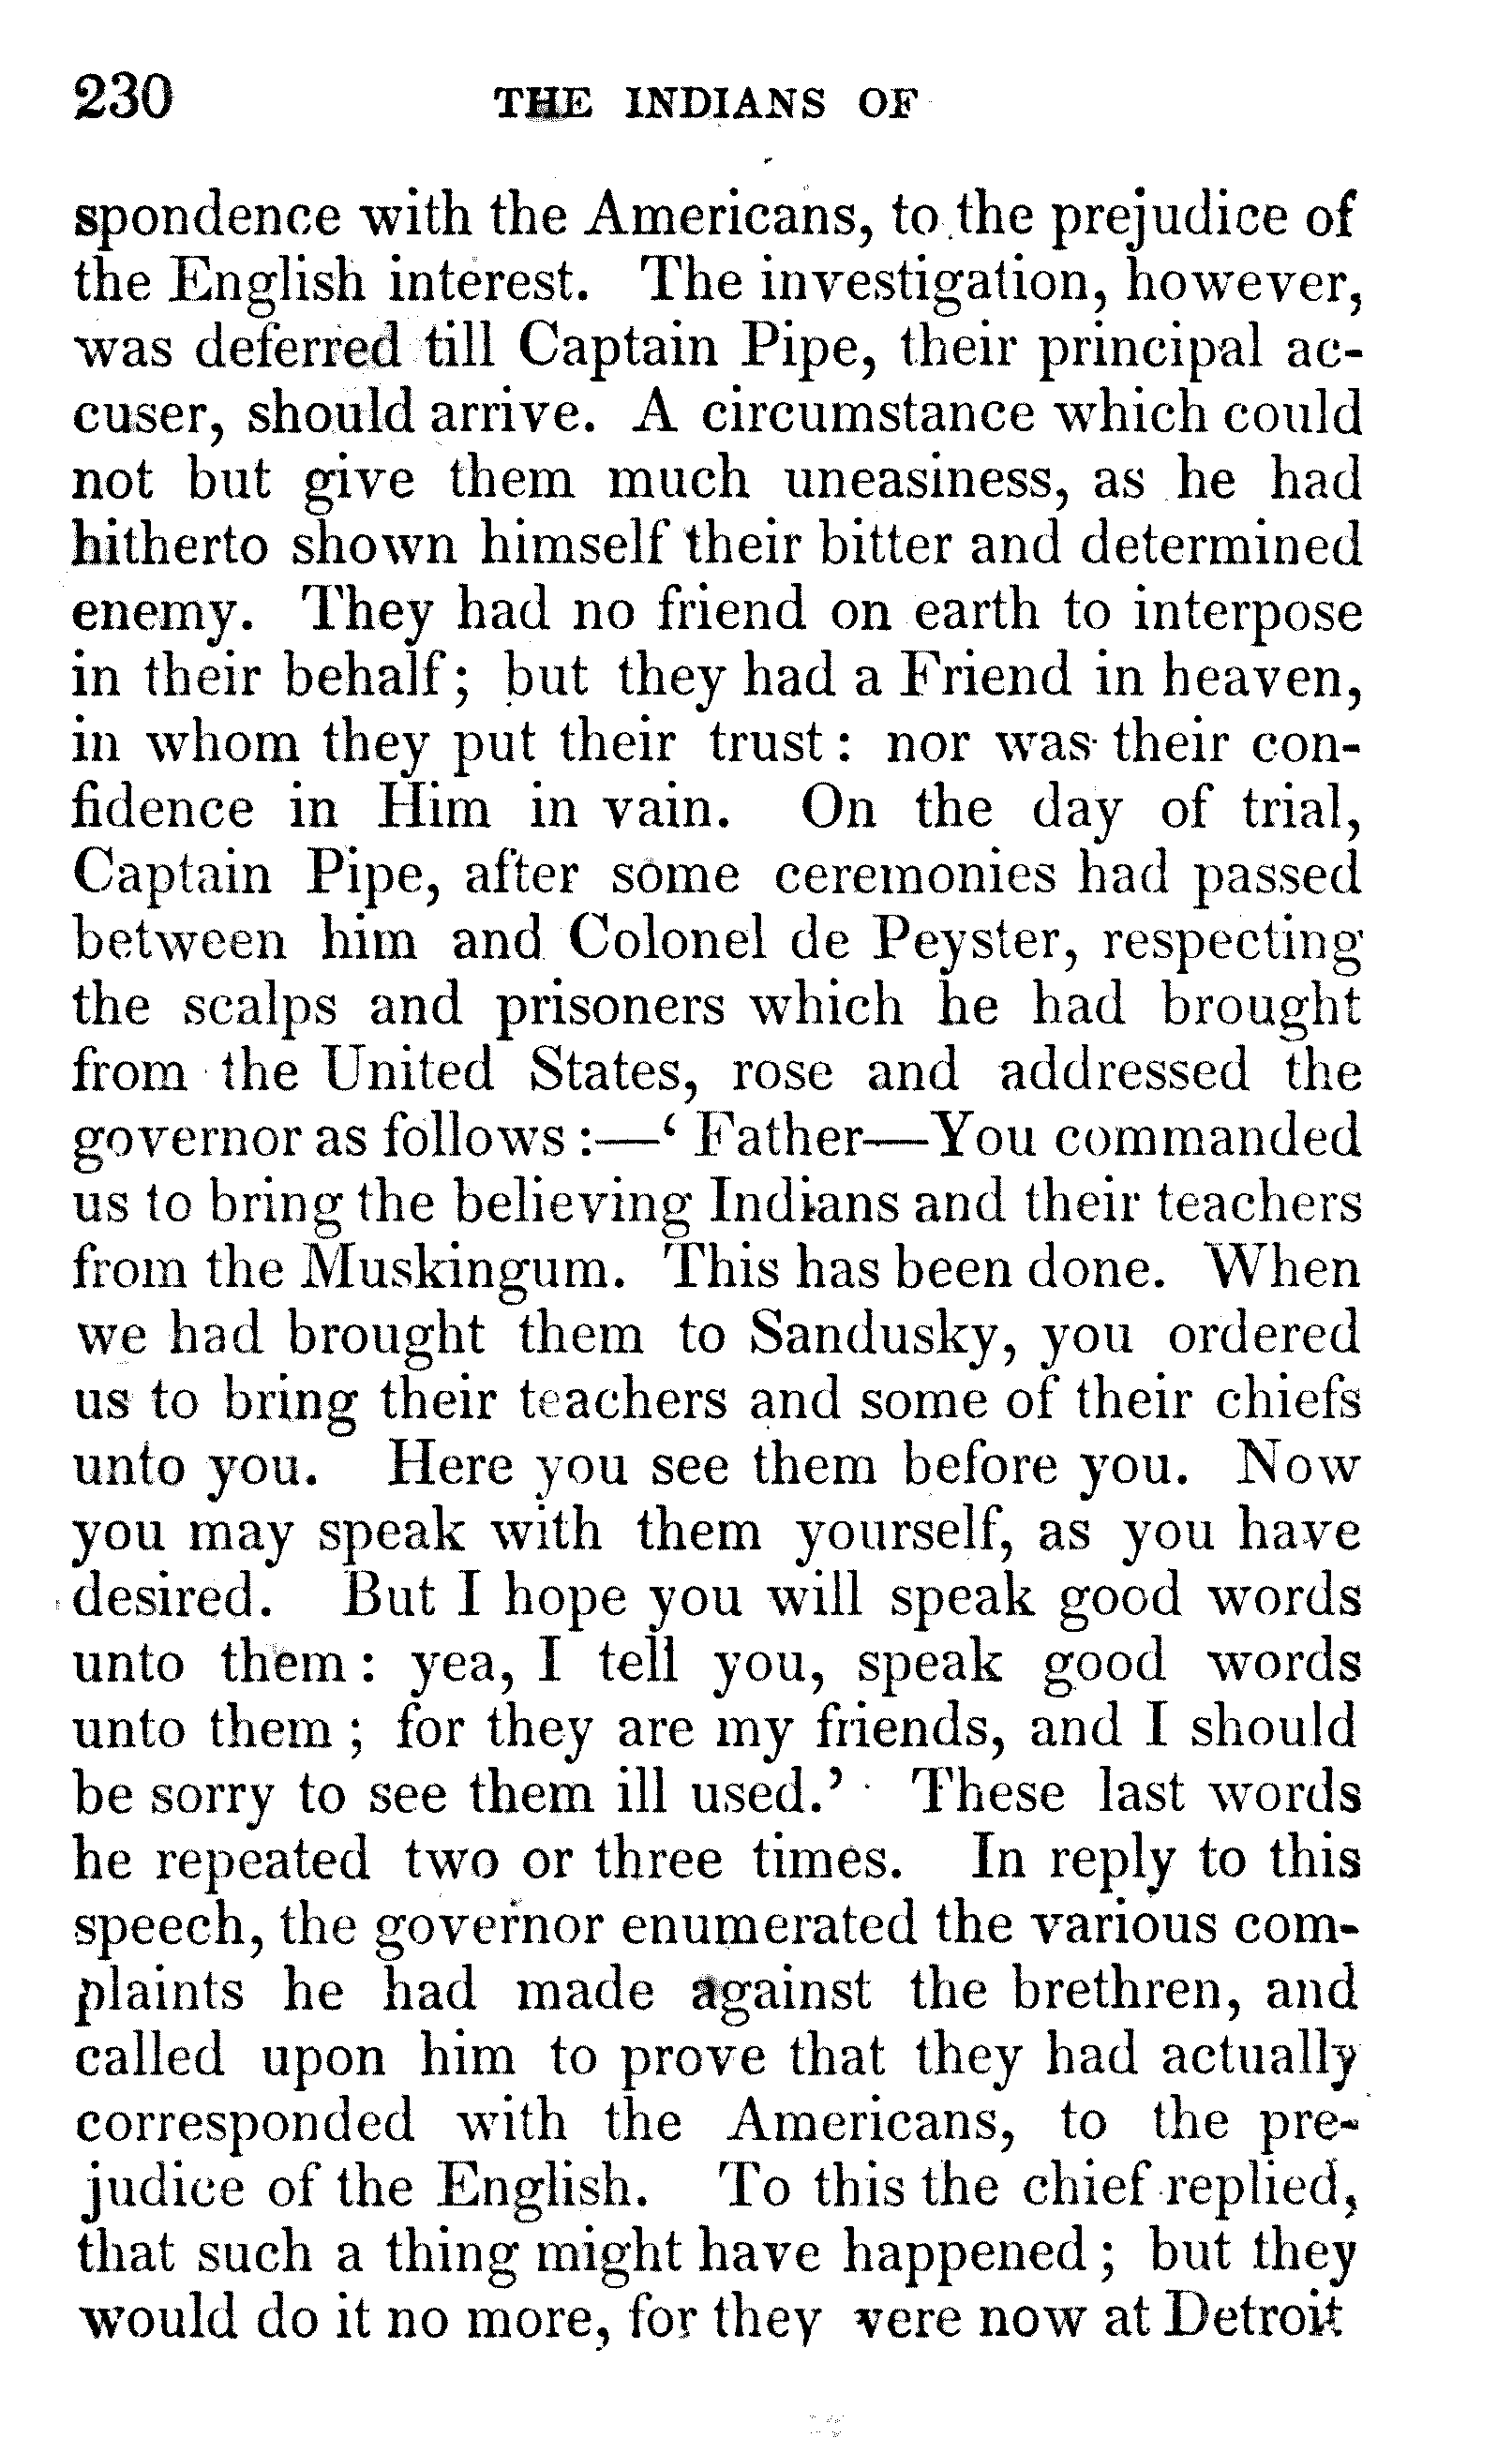 230 THE INDIANS OF
spondence with the Americans, to the prejudice of
the English interest. The investigation, however,
was deferred till Captain Pipe, their principal ac-
cuser, should arrive. A circumstance which could
not but give them much uneasiness, as he had
hitherto shown himself their bitter and determined
enemy. They had no friend on earth to interpose
in their behalf; but they had a Friend in heaven,
in whom they put their trust: nor was their con-
fidence in Him in vain. On the day of trial,
Captain Pipe, after some ceremonies had passed
between him and Colonel de Peyster, respecting
the scalps and prisoners which he had brought
from the United States, rose and addressed the
governor as follows:—‘ Father—You commanded
us to bring the believing Indians and their teachers
from the Muskingum. This has been done. When
we had brought them to Sandusky, you ordered
us to bring their teachers and some of their chiefs
unto you. Here you see them before you. Now
you may speak with them yourself, as you have
desired. But I hope you will speak good words
unto them: yea, I tell you, speak good words
unto them; for they are my friends, and I should
be sorry to see them ill used.’ These last words
he repeated two or three times. In reply to this
speech, the governor enumerated the various com-
plaints he had made against the brethren, and
called upon him to prove that they had actually
corresponded with the Americans, to the pre-
judice of the English. To this the chief replied,
that such a thing might have happened; but they
would do it no more, for they were now at Detroit